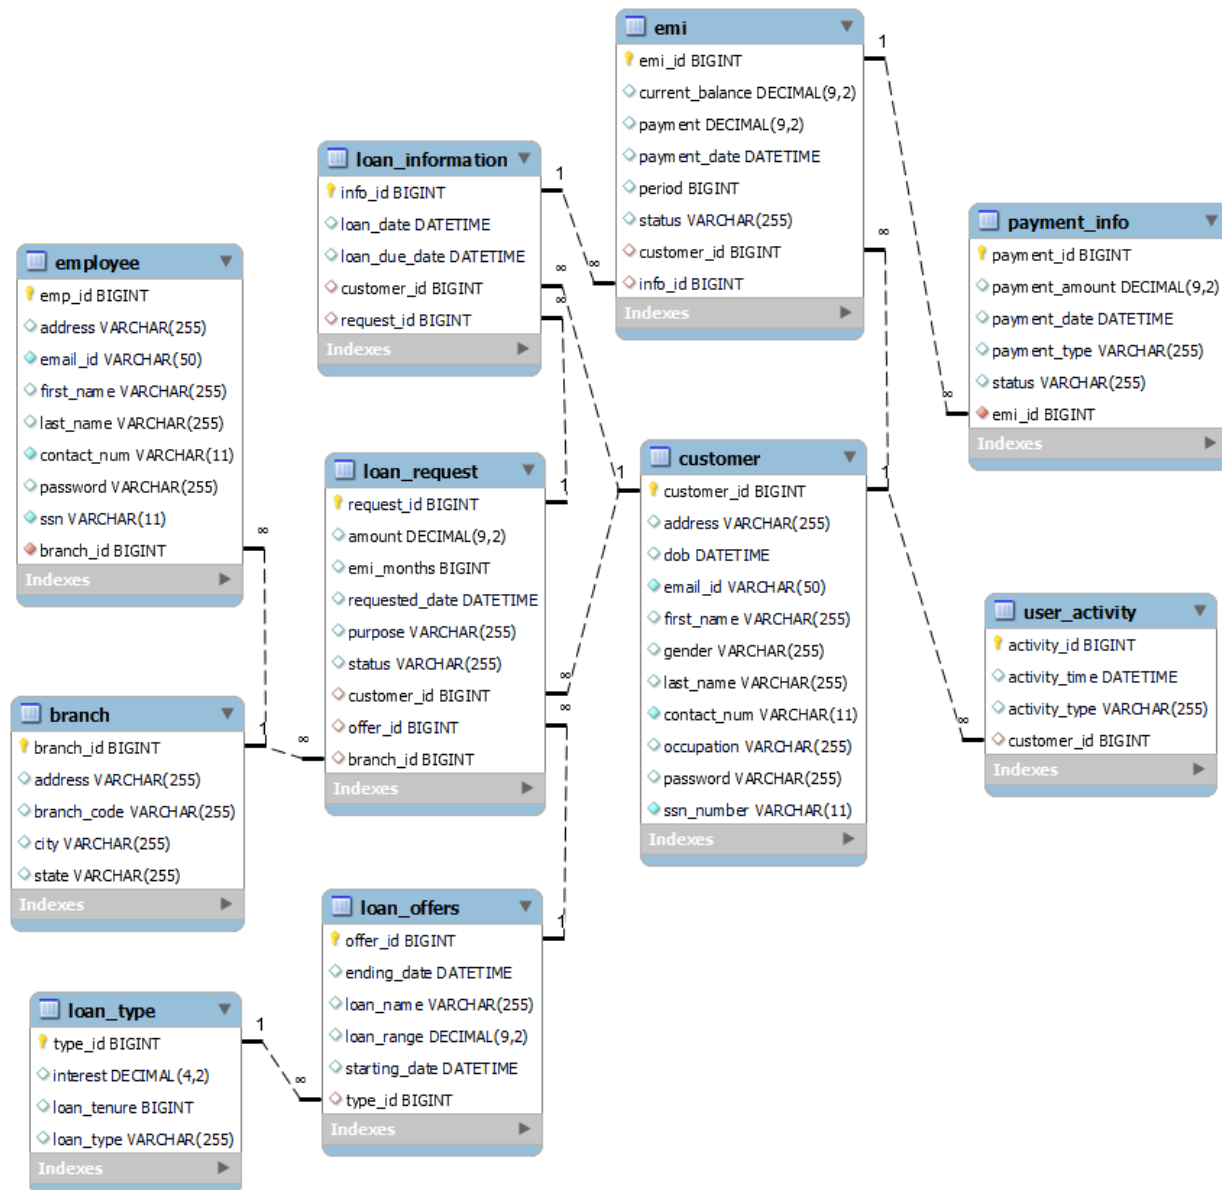 emi
emi_id BIGINT
current_balance DECIMAL(9,2)
payment DECIMAL(9,2)
payment_date DATETIME
period BIGINT
status VARCHAR(255)
customer_id BIGINT
info_id BIGINT
Indexes
1
∞
loan_information
info_id BIGINT
loan_date DATETIME
loan_due_date DATETIME
customer_id BIGINT
request_id BIGINT
Indexes
1
∞
∞
∞
payment_info
payment_id BIGINT
payment_amount DECIMAL(9,2)
payment_date DATETIME
payment_type VARCHAR(255)
status VARCHAR(255)
emi_id BIGINT
Indexes
∞
employee
emp_id BIGINT
address VARCHAR(255)
email_id VARCHAR(50)
first_name VARCHAR(255)
last_name VARCHAR(255)
contact_num VARCHAR(11)
password VARCHAR(255)
ssn VARCHAR(11)
branch_id BIGINT
Indexes
∞
loan_request
request_id BIGINT
amount DECIMAL(9,2)
emi_months BIGINT
requested_date DATETIME
purpose VARCHAR(255)
status VARCHAR(255)
customer_id BIGINT
offer_id BIGINT
branch_id BIGINT
Indexes
1
∞
∞
∞
customer
customer_id BIGINT
address VARCHAR(255)
dob DATETIME
email_id VARCHAR(50)
first_name VARCHAR(255)
gender VARCHAR(255)
last_name VARCHAR(255)
contact_num VARCHAR(11)
occupation VARCHAR(255)
password VARCHAR(255)
ssn_number VARCHAR(11)
Indexes
1
1
user_activity
activity_id BIGINT
activity_time DATETIME
activity_type VARCHAR(255)
customer_id BIGINT
Indexes
∞
branch
branch_id BIGINT
address VARCHAR(255)
branch_code VARCHAR(255)
city VARCHAR(255)
state VARCHAR(255)
Indexes
1
loan_offers
offer_id BIGINT
ending_date DATETIME
loan_name VARCHAR(255)
loan_range DECIMAL(9,2)
starting_date DATETIME
type_id BIGINT
Indexes
1
∞
loan_type
type_id BIGINT
interest DECIMAL(4,2)
loan_tenure BIGINT
loan_type VARCHAR(255)
Indexes
1